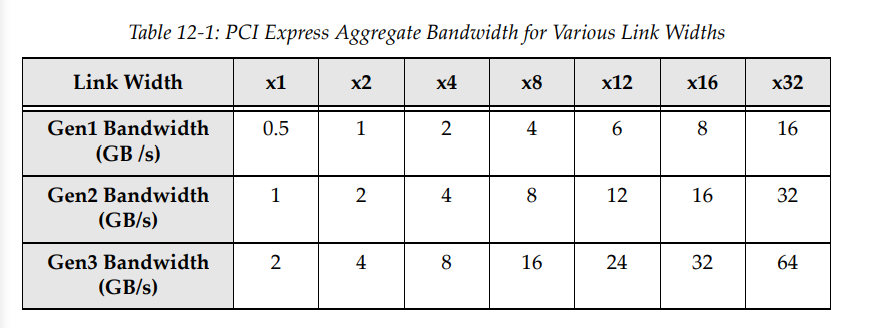 Table 12-1: PCI Express Aggregate Bandwidth for Various Link Widths
Link Width x1 x2 x4 x8 x12 x16 x32
Gen1 Bandwidth 0.5 1 2 4 6 8 16
(GB /s)
Gen2 Bandwidth 1 2 4 8 12 16 32
(GB/s)
Gen3 Bandwidth 2 4 8 16 24 32 64
(GB/s)